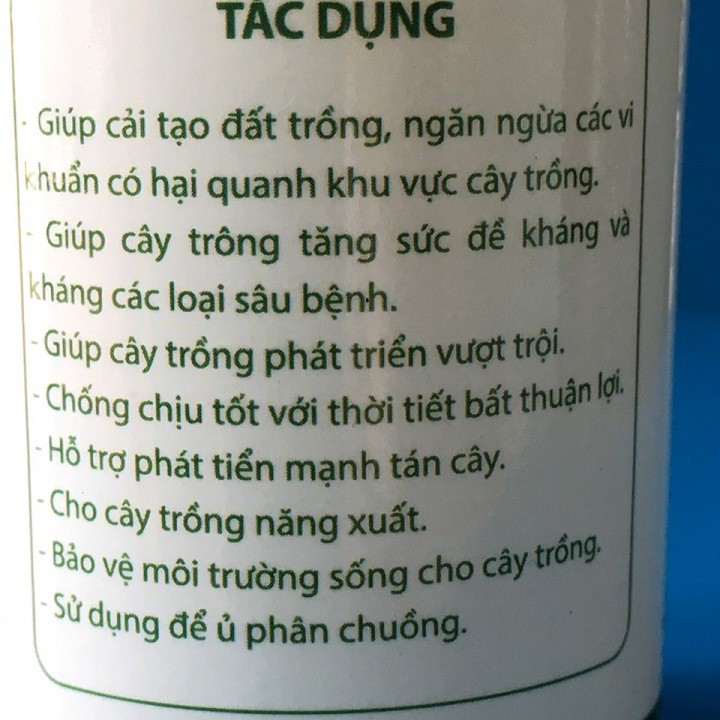 TÁC DỤNG
- Giúp cải tạo đất trồng, ngăn ngừa các vi
khuẩn có hại quanh khu vực cây trồng.
- Giúp cây trông tăng sức đề kháng và
kháng các loại sâu bệnh.
- Giúp cây trồng phát triển vượt trội.
- Chống chịu tốt với thời tiết bất thuận lợi.
- Hỗ trợ phát tiển mạnh tán cây.
- Cho cây trồng năng xuất.
- Bảo vệ môi trường sống cho cây trồng.
- Sử dụng để ủ phân chuồng.